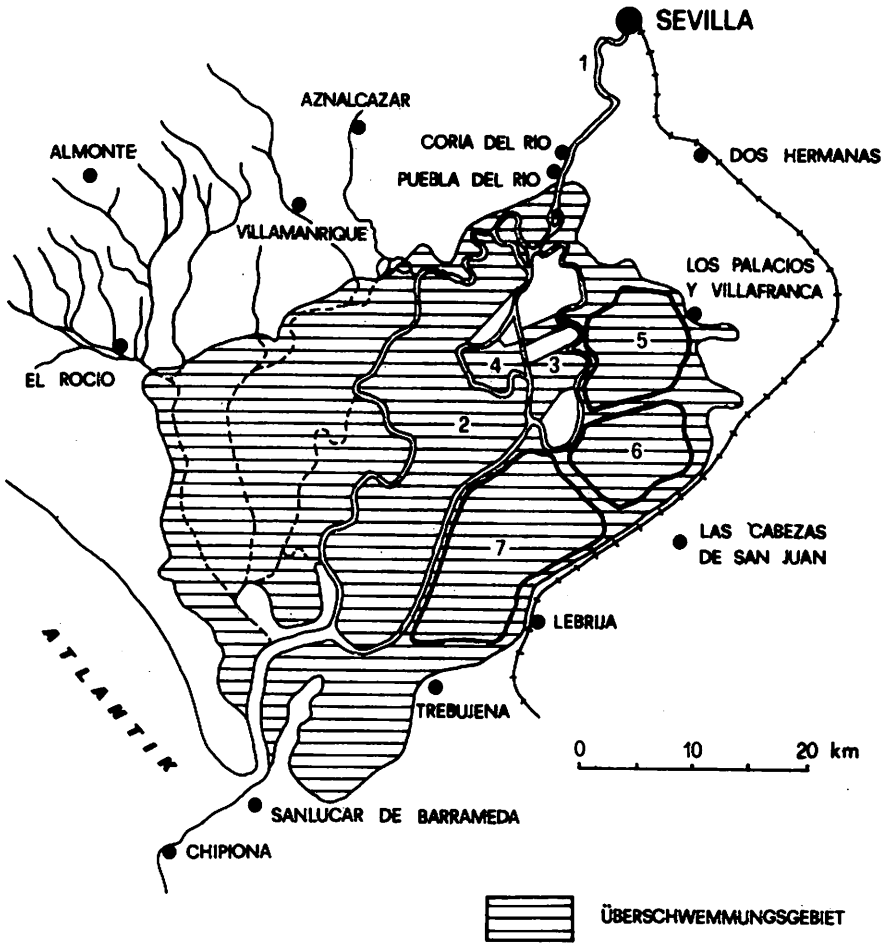 SEVILLA
1
AZNALCAZAR
CORIA DEL RIO
DOS HERMANAS
ALMONTE
PUEBLA DEL RIO
VILLAMANRIQUE
LOS PALACIOS
Y VILLAFRANCA
5
4
3
EL ROCIO
2
6
LAS CABEZAS
DE SAN JUAN
7
LEBRIJA
ATLANTIK
TREBUJENA
0 10 20 km
SANLUCAR DE BARRAMEDA
CHIPIONA
ÜBERSCHWEMMUNGSGEBIET